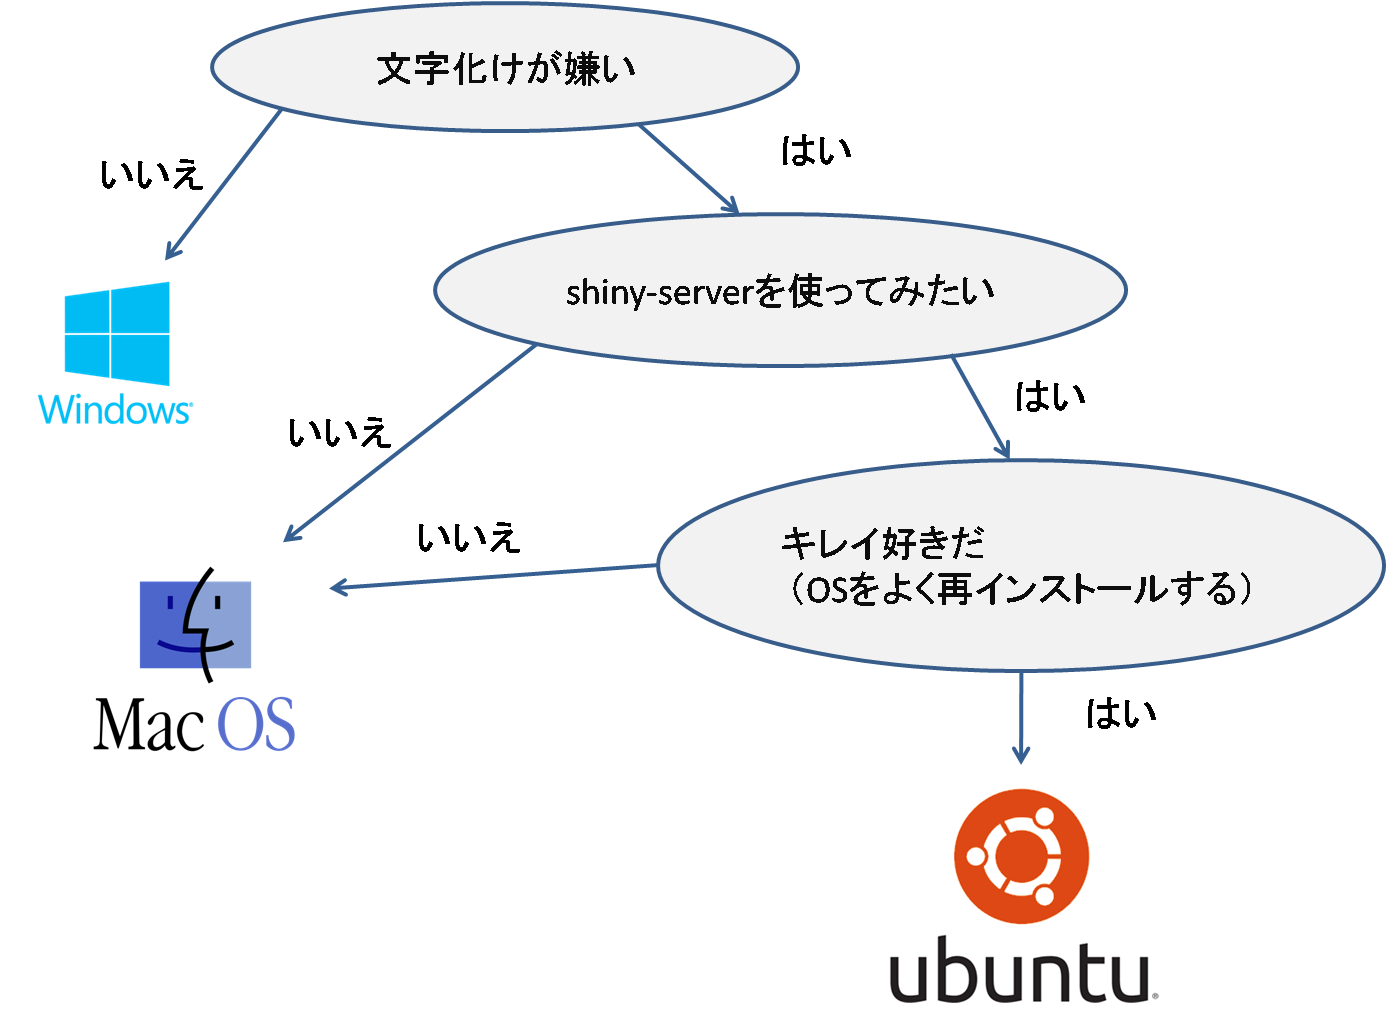 文字化けが嫌い
いいえ
はい
shiny-serverを使ってみたい
Windows
いいえ
はい
いいえ
キレイ好きだ
（OSをよく再インストールする）
Mac OS
はい
ubuntu®